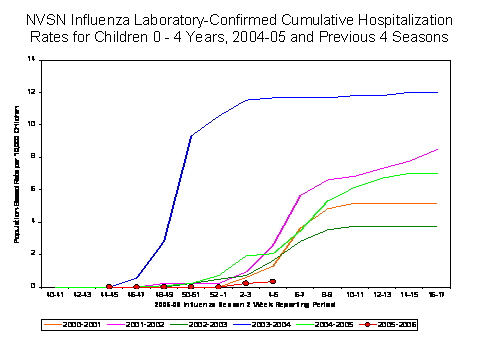 NVSN Influenza Laboratory-Confirmed Cumulative Hospitalization
Rates for Children 0 - 4 Years, 2004-05 and Previous 4 Seasons
Population-Based Rate per 10,000 Children
14
12
10
8
6
4
2
0
40-41 42-43 44-45 46-47 48-49 50-51 52-1 2-3 4-5 6-7 8-9 10-11 12-13 14-15 16-17
2005-06 Influenza Season 2 Week Reporting Period
2000-2001 2001-2002 2002-2003 2003-2004 2004-2005 2005-2006